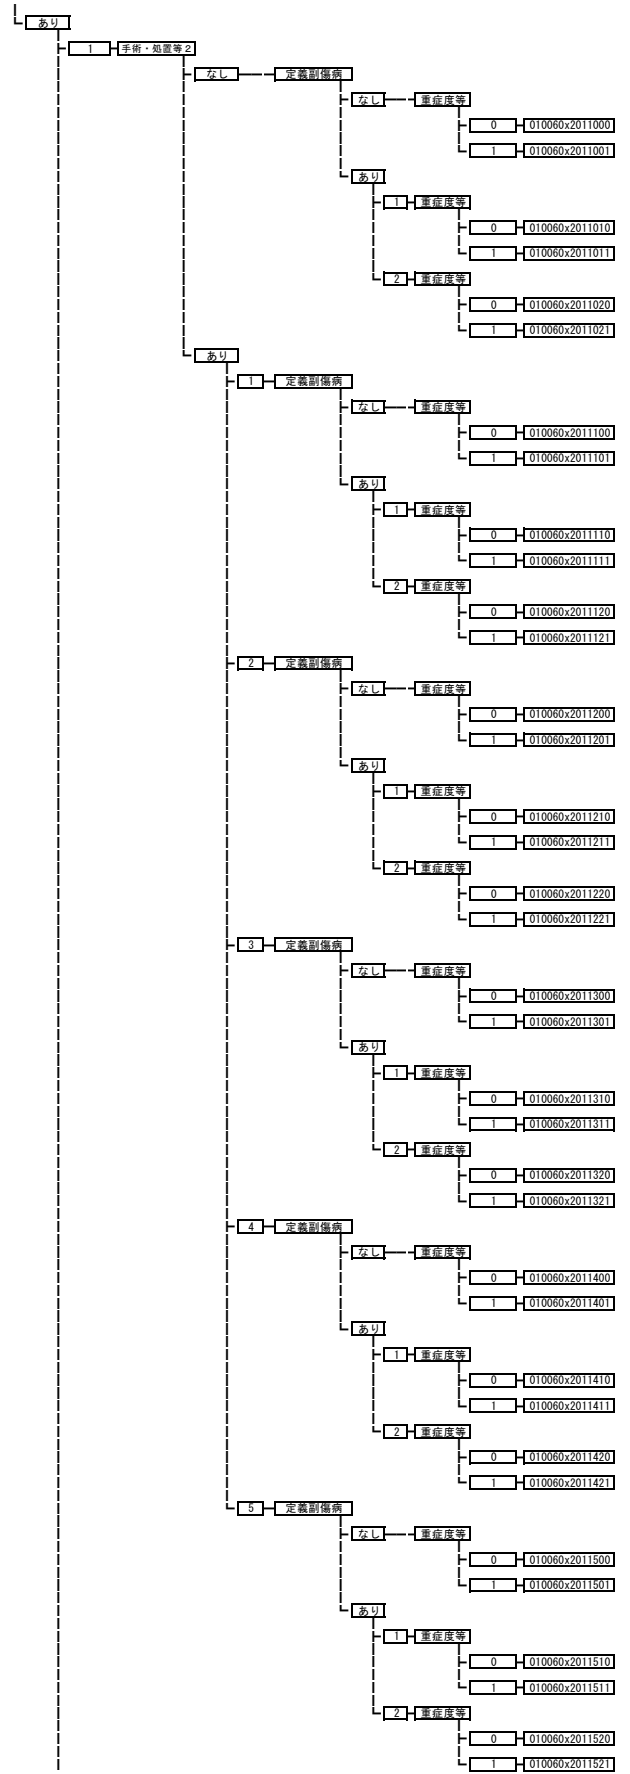 あり
1 手術・処置等２
なし 定義副傷病
なし 重症度等
0 010060x2011000
1 010060x2011001
あり
1 重症度等
0 010060x2011010
1 010060x2011011
2 重症度等
0 010060x2011020
1 010060x2011021
あり
1 定義副傷病
なし 重症度等
0 010060x2011100
1 010060x2011101
あり
1 重症度等
0 010060x2011110
1 010060x2011111
2 重症度等
0 010060x2011120
1 010060x2011121
2 定義副傷病
なし 重症度等
0 010060x2011200
1 010060x2011201
あり
1 重症度等
0 010060x2011210
1 010060x2011211
2 重症度等
0 010060x2011220
1 010060x2011221
3 定義副傷病
なし 重症度等
0 010060x2011300
1 010060x2011301
あり
1 重症度等
0 010060x2011310
1 010060x2011311
2 重症度等
0 010060x2011320
1 010060x2011321
4 定義副傷病
なし 重症度等
0 010060x2011400
1 010060x2011401
あり
1 重症度等
0 010060x2011410
1 010060x2011411
2 重症度等
0 010060x2011420
1 010060x2011421
5 定義副傷病
なし 重症度等
0 010060x2011500
1 010060x2011501
あり
1 重症度等
0 010060x2011510
1 010060x2011511
2 重症度等
0 010060x2011520
1 010060x2011521